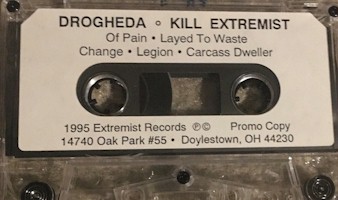 DROGHEDA ◦ KILL EXTREMIST
Of Pain • Layed To Waste
Change • Legion • Carcass Dweller
1995 Extremist Records ℗© Promo Copy
14740 Oak Park #55 • Doylestown, OH 44230